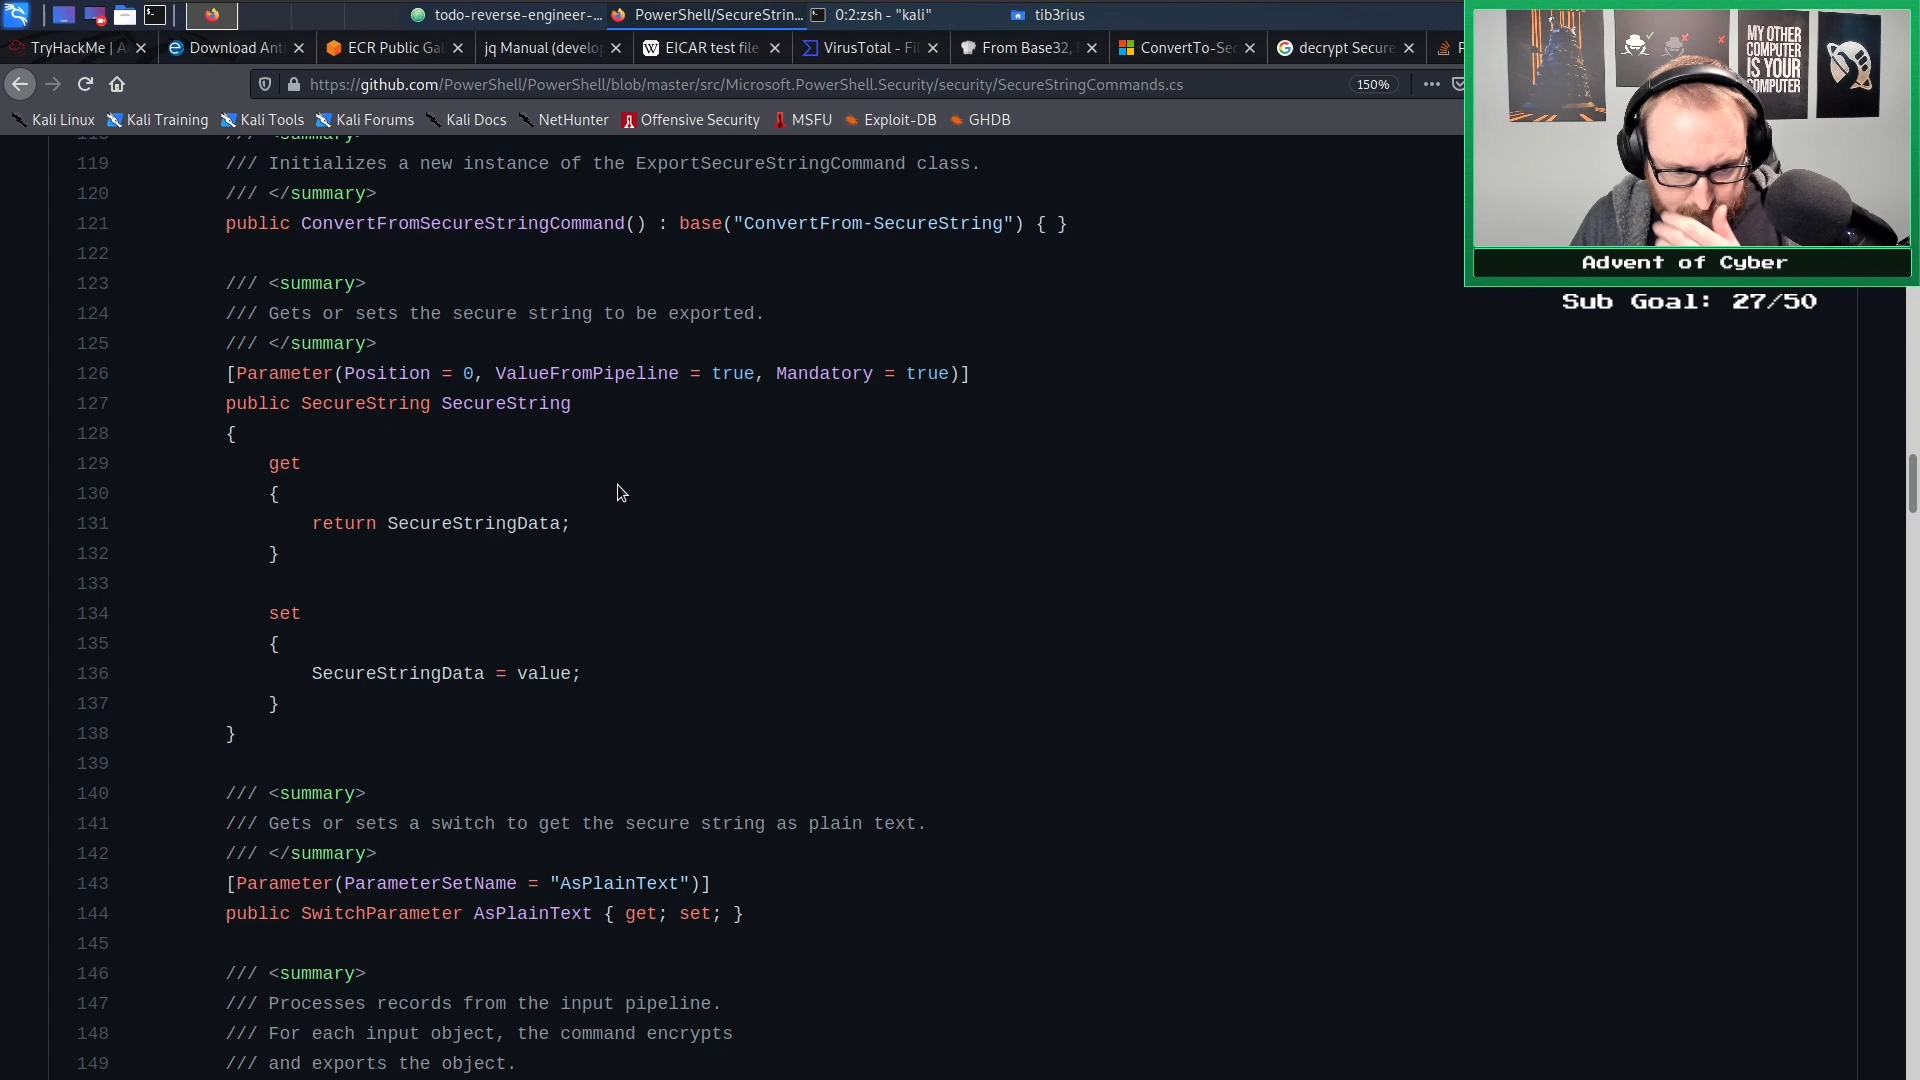 todo-reverse-engineer-...
PowerShell/SecureStrin...
0:2:zsh - "kali"
tib3rius
TryHackMe | A
Download Anti
ECR Public Gal
jq Manual (develo
EICAR test file
VirusTotal - Fil
From Base32,
ConvertTo-Sec
decrypt Secure
https://github.com/PowerShell/PowerShell/blob/master/src/Microsoft.PowerShell.Security/security/SecureStringCommands.cs
150%
Kali Linux
Kali Training
Kali Tools
Kali Forums
Kali Docs
NetHunter
Offensive Security
MSFU
Exploit-DB
GHDB
MY OTHER
COMPUTER
IS YOUR
COMPUTER
Advent of Cyber
Sub Goal: 27/50
119 /// Initializes a new instance of the ExportSecureStringCommand class.
120 /// </summary>
121 public ConvertFromSecureStringCommand() : base("ConvertFrom-SecureString") { }
122
123 /// <summary>
124 /// Gets or sets the secure string to be exported.
125 /// </summary>
126 [Parameter(Position = 0, ValueFromPipeline = true, Mandatory = true)]
127 public SecureString SecureString
128 {
129 get
130 {
131 return SecureStringData;
132 }
133
134 set
135 {
136 SecureStringData = value;
137 }
138 }
139
140 /// <summary>
141 /// Gets or sets a switch to get the secure string as plain text.
142 /// </summary>
143 [Parameter(ParameterSetName = "AsPlainText")]
144 public SwitchParameter AsPlainText { get; set; }
145
146 /// <summary>
147 /// Processes records from the input pipeline.
148 /// For each input object, the command encrypts
149 /// and exports the object.